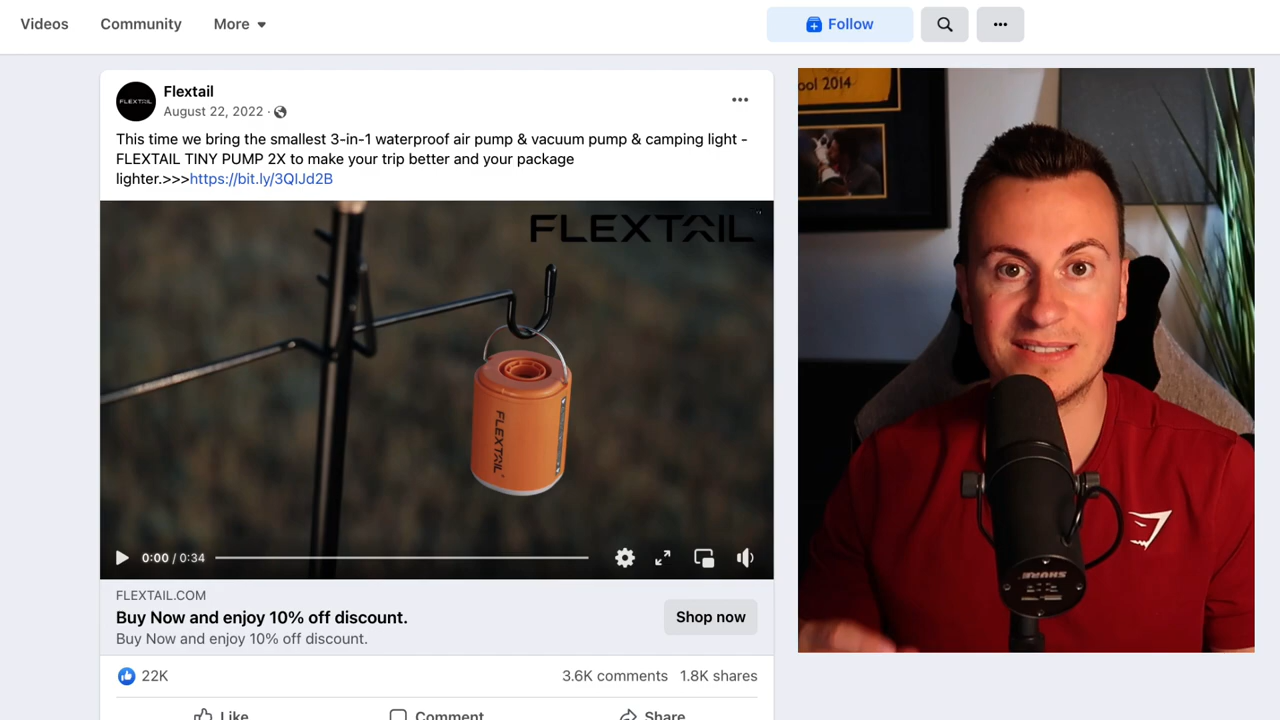 Videos
Community
More
Follow
Flextail
August 22, 2022 ·
FLEXTAIL
This time we bring the smallest 3-in-1 waterproof air pump & vacuum pump & camping light -
FLEXTAIL TINY PUMP 2X to make your trip better and your package
lighter.>>>https://bit.ly/3QIJd2B
FLEXTAIL
FLEXTAIL
0:00 / 0:34
FLEXTAIL.COM
Buy Now and enjoy 10% off discount.
Buy Now and enjoy 10% off discount.
Shop now
22K
3.6K comments
1.8K shares
Like
Comment
Share
ool 2014
SHURE